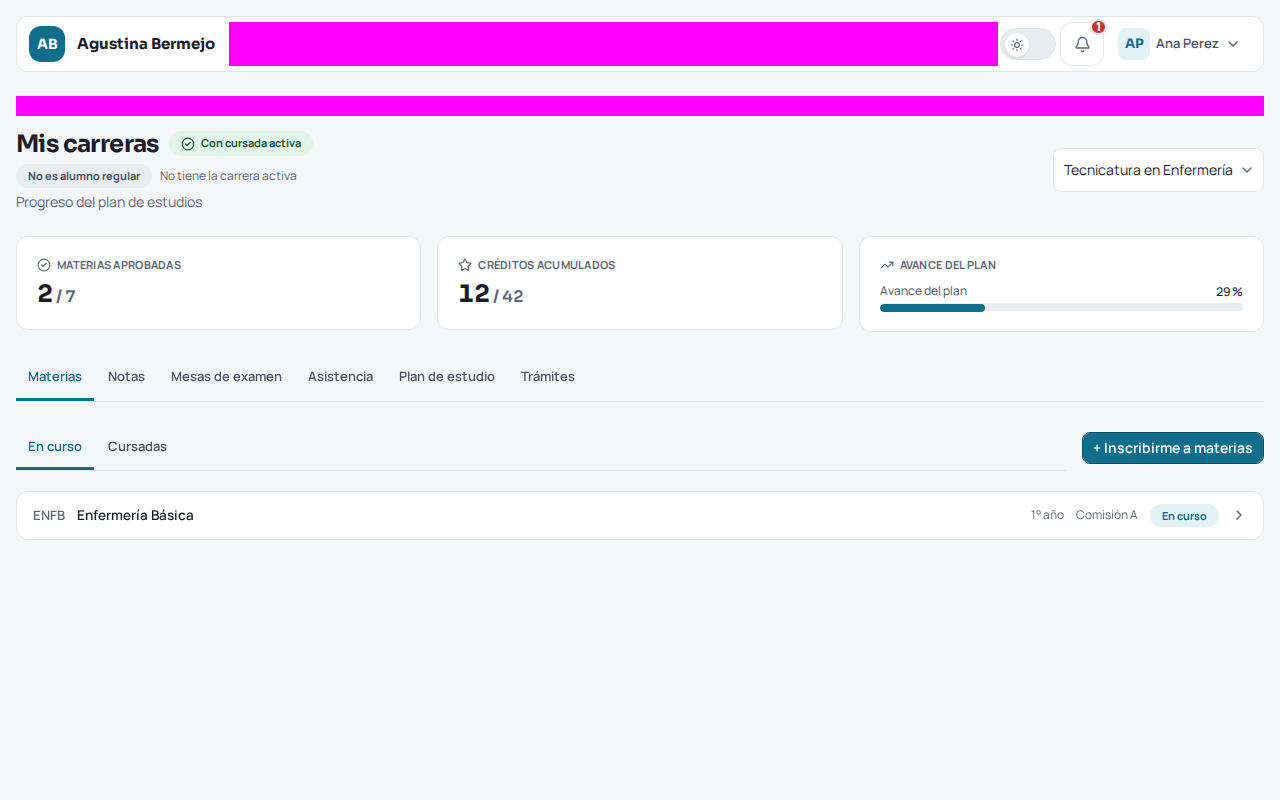 AB Agustina Bermejo 1 AP Ana Perez
Mis carreras Con cursada activa
No es alumno regular No tiene la carrera activa
Tecnicatura en Enfermería
Progreso del plan de estudios
MATERIAS APROBADAS
2 / 7
CRÉDITOS ACUMULADOS
12 / 42
AVANCE DEL PLAN
Avance del plan 29 %
Materias Notas Mesas de examen Asistencia Plan de estudio Trámites
En curso Cursadas + Inscribirme a materias
ENFB Enfermería Básica 1º año Comisión A En curso